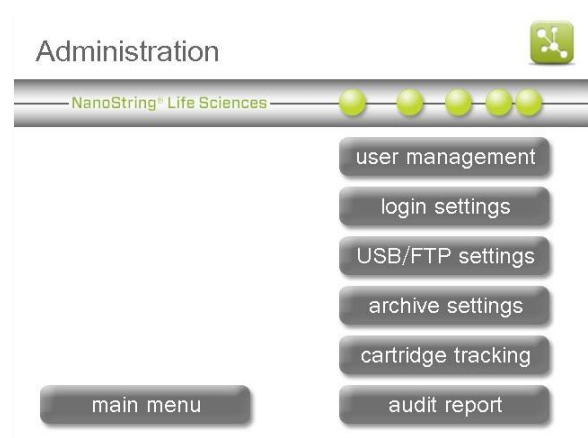 Administration
NanoString® Life Sciences
user management
login settings
USB/FTP settings
archive settings
cartridge tracking
main menu
audit report